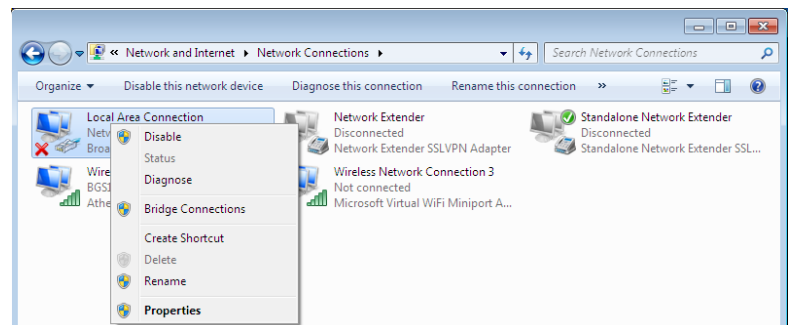 « Network and Internet ▸ Network Connections ▸
Search Network Connections
Organize ▾ Disable this network device Diagnose this connection Rename this connection »
Local Area Connection
Disable
Status
Diagnose
Bridge Connections
Create Shortcut
Delete
Rename
Properties
Network Extender
Disconnected
Network Extender SSLVPN Adapter
Standalone Network Extender
Disconnected
Standalone Network Extender SSL...
Wireless Network Connection 3
Not connected
Microsoft Virtual WiFi Miniport A...